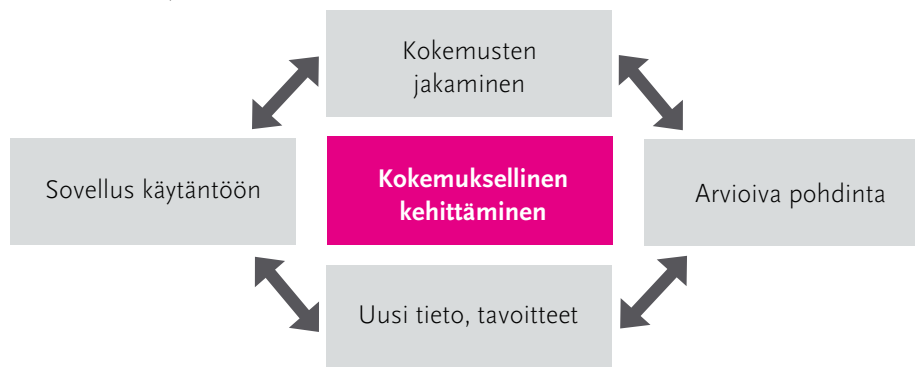 Kokemusten
jakaminen
Sovellus käytäntöön
Kokemuksellinen
kehittäminen
Arvioiva pohdinta
Uusi tieto, tavoitteet